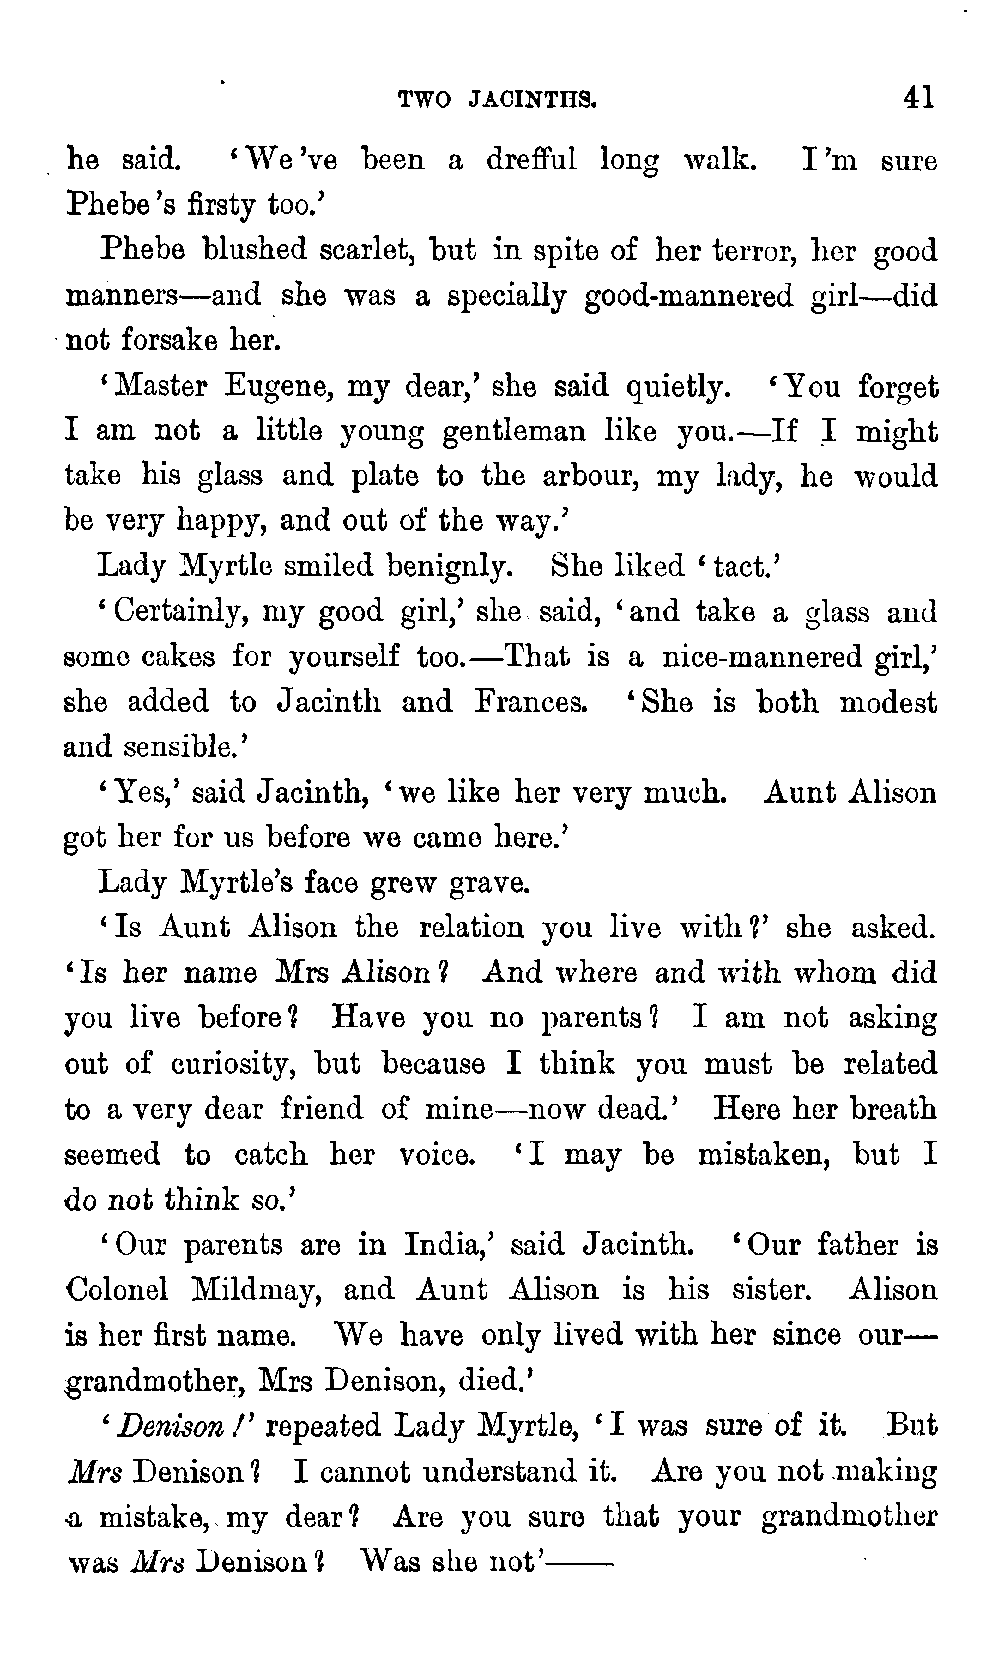 TWO JACINTHS. 41
he said. ‘We’ve been a drefful long walk. I’m sure
Phebe’s firsty too.’
Phebe blushed scarlet, but in spite of her terror, her good
manners—and she was a specially good-mannered girl—did
not forsake her.
‘Master Eugene, my dear,’ she said quietly. ‘You forget
I am not a little young gentleman like you.—If I might
take his glass and plate to the arbour, my lady, he would
be very happy, and out of the way.’
Lady Myrtle smiled benignly. She liked ‘tact.’
‘Certainly, my good girl,’ she said, ‘and take a glass and
some cakes for yourself too.—That is a nice-mannered girl,’
she added to Jacinth and Frances. ‘She is both modest
and sensible.’
‘Yes,’ said Jacinth, ‘we like her very much. Aunt Alison
got her for us before we came here.’
Lady Myrtle’s face grew grave.
‘Is Aunt Alison the relation you live with?’ she asked.
‘Is her name Mrs Alison? And where and with whom did
you live before? Have you no parents? I am not asking
out of curiosity, but because I think you must be related
to a very dear friend of mine—now dead.’ Here her breath
seemed to catch her voice. ‘I may be mistaken, but I
do not think so.’
‘Our parents are in India,’ said Jacinth. ‘Our father is
Colonel Mildmay, and Aunt Alison is his sister. Alison
is her first name. We have only lived with her since our—
grandmother, Mrs Denison, died.’
‘Denison!’ repeated Lady Myrtle, ‘I was sure of it. But
Mrs Denison? I cannot understand it. Are you not making
a mistake, my dear? Are you sure that your grandmother
was Mrs Denison? Was she not’——